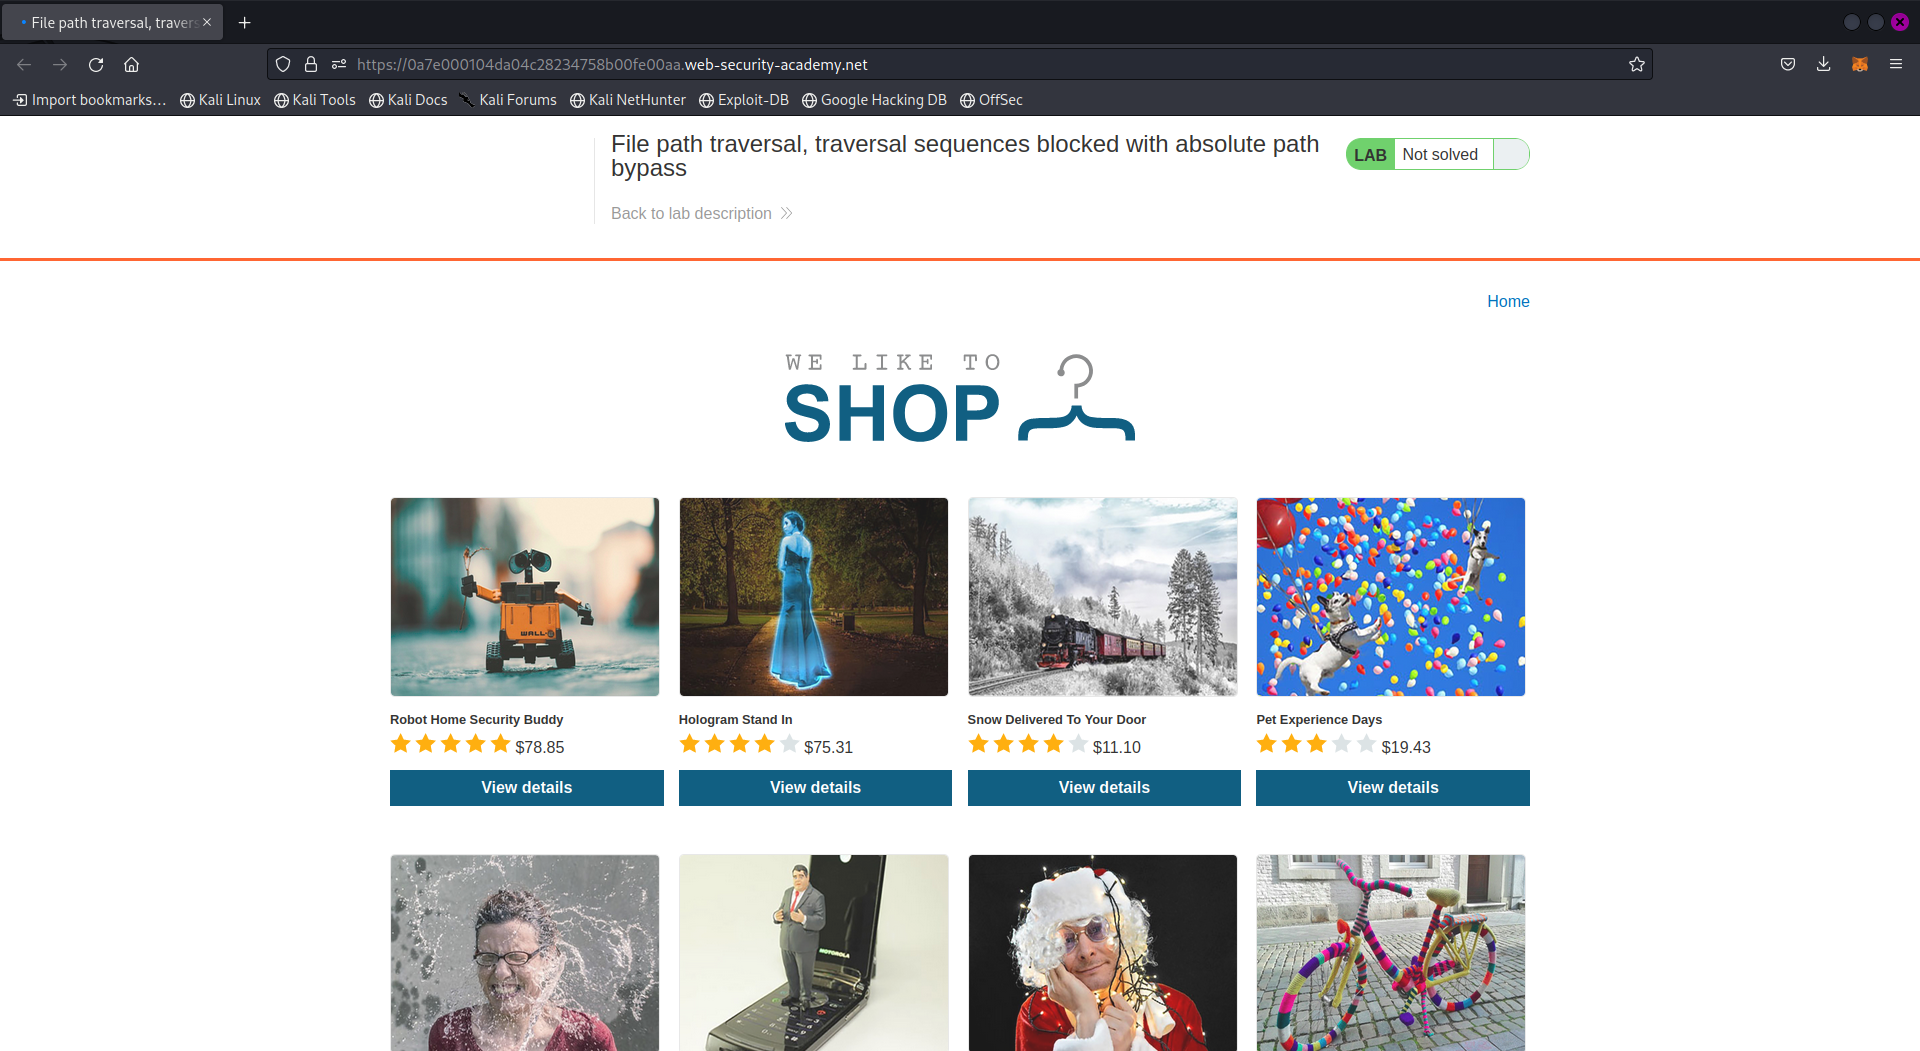 File path traversal, travers
https://0a7e000104da04c28234758b00fe00aa.web-security-academy.net
Import bookmarks... Kali Linux Kali Tools Kali Docs Kali Forums Kali NetHunter Exploit-DB Google Hacking DB OffSec
File path traversal, traversal sequences blocked with absolute path
bypass
LAB Not solved
Back to lab description
Home
WE LIKE TO
SHOP
WALL-E
Robot Home Security Buddy
$78.85
View details
Hologram Stand In
$75.31
View details
Snow Delivered To Your Door
$11.10
View details
Pet Experience Days
$19.43
View details
MOTOROLA